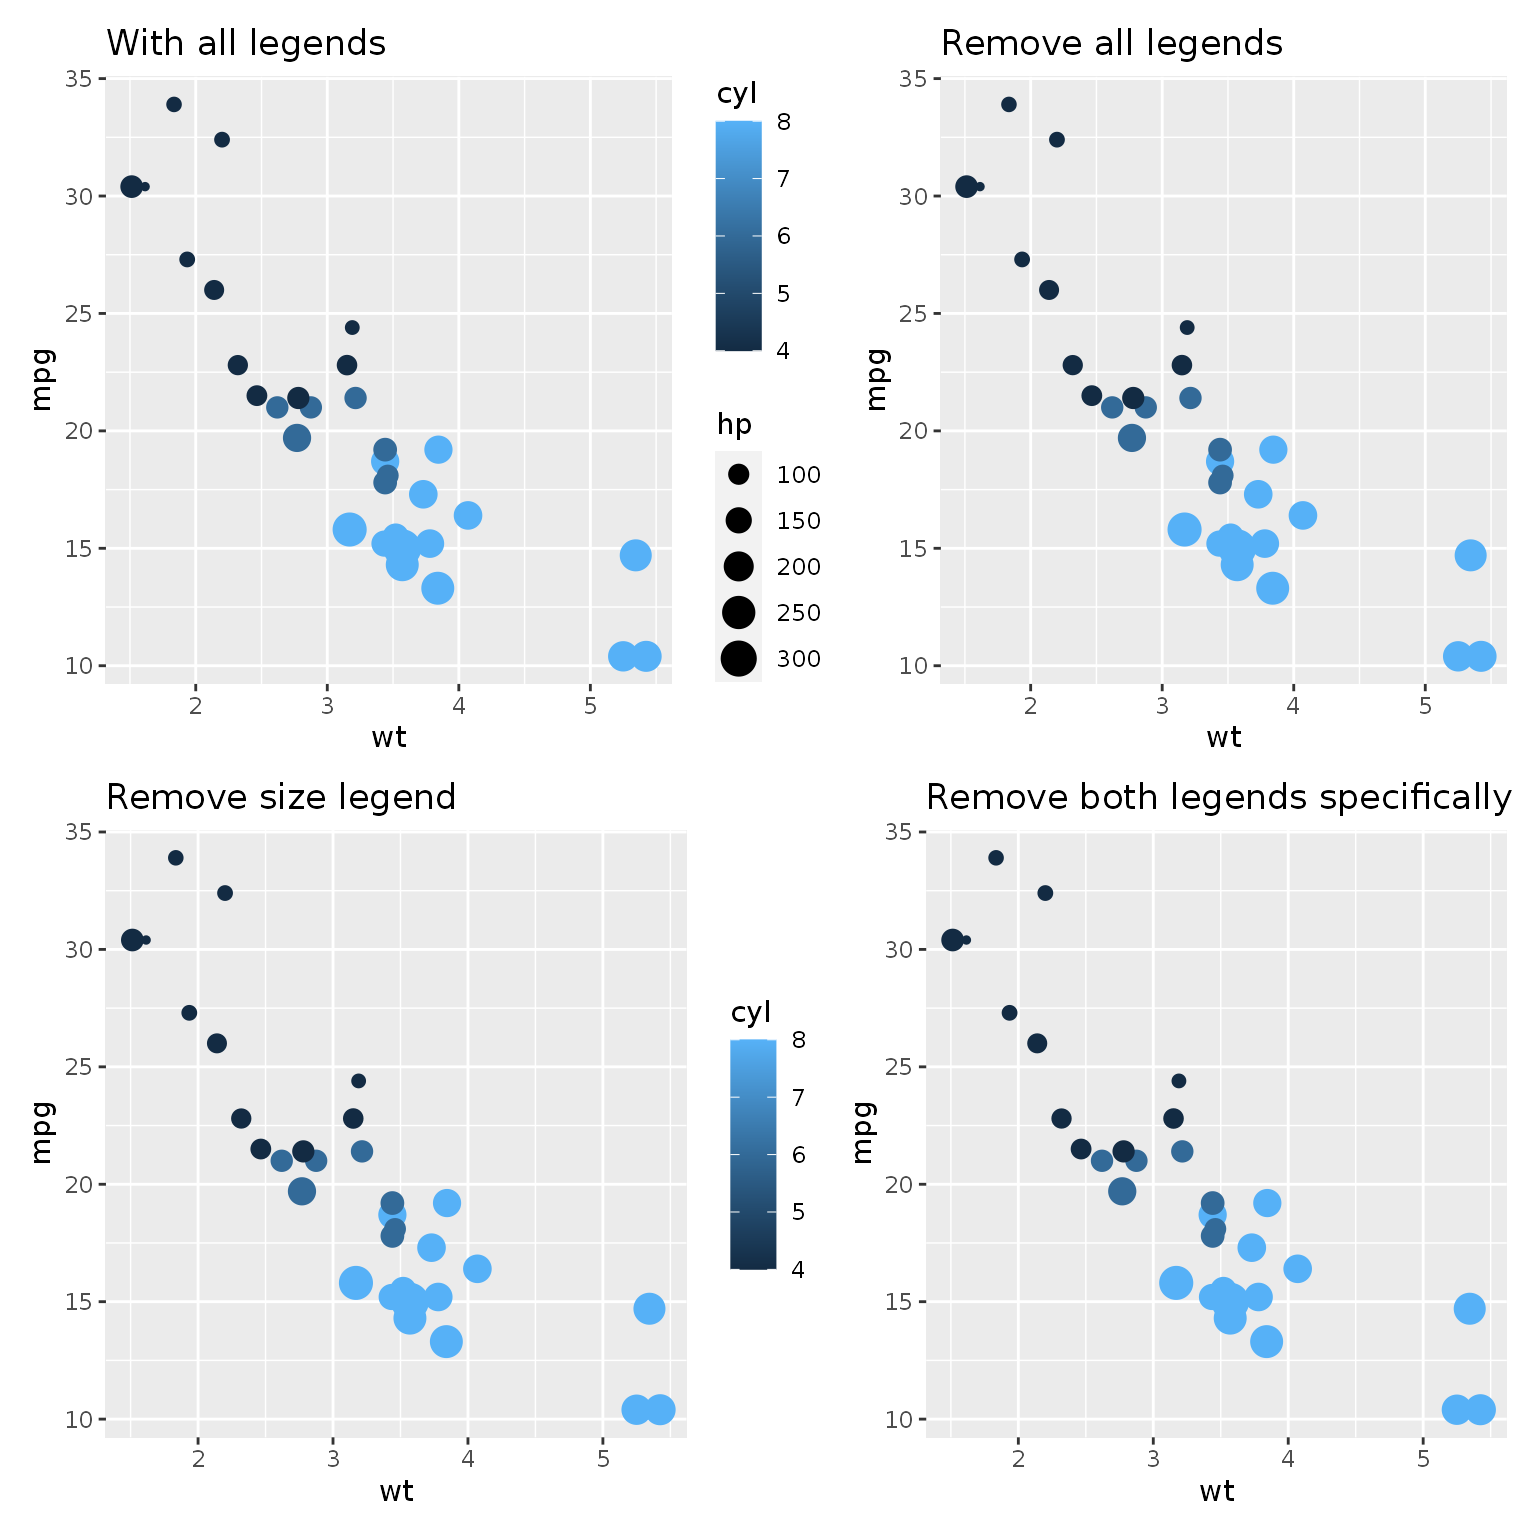 With all legends
35
30
25
20
15
10
mpg
2 3 4 5
wt
cyl
8
7
6
5
4
hp
100
150
200
250
300
Remove all legends
35
30
25
20
15
10
mpg
2 3 4 5
wt
Remove size legend
35
30
25
20
15
10
mpg
2 3 4 5
wt
cyl
8
7
6
5
4
Remove both legends specifically
35
30
25
20
15
10
mpg
2 3 4 5
wt